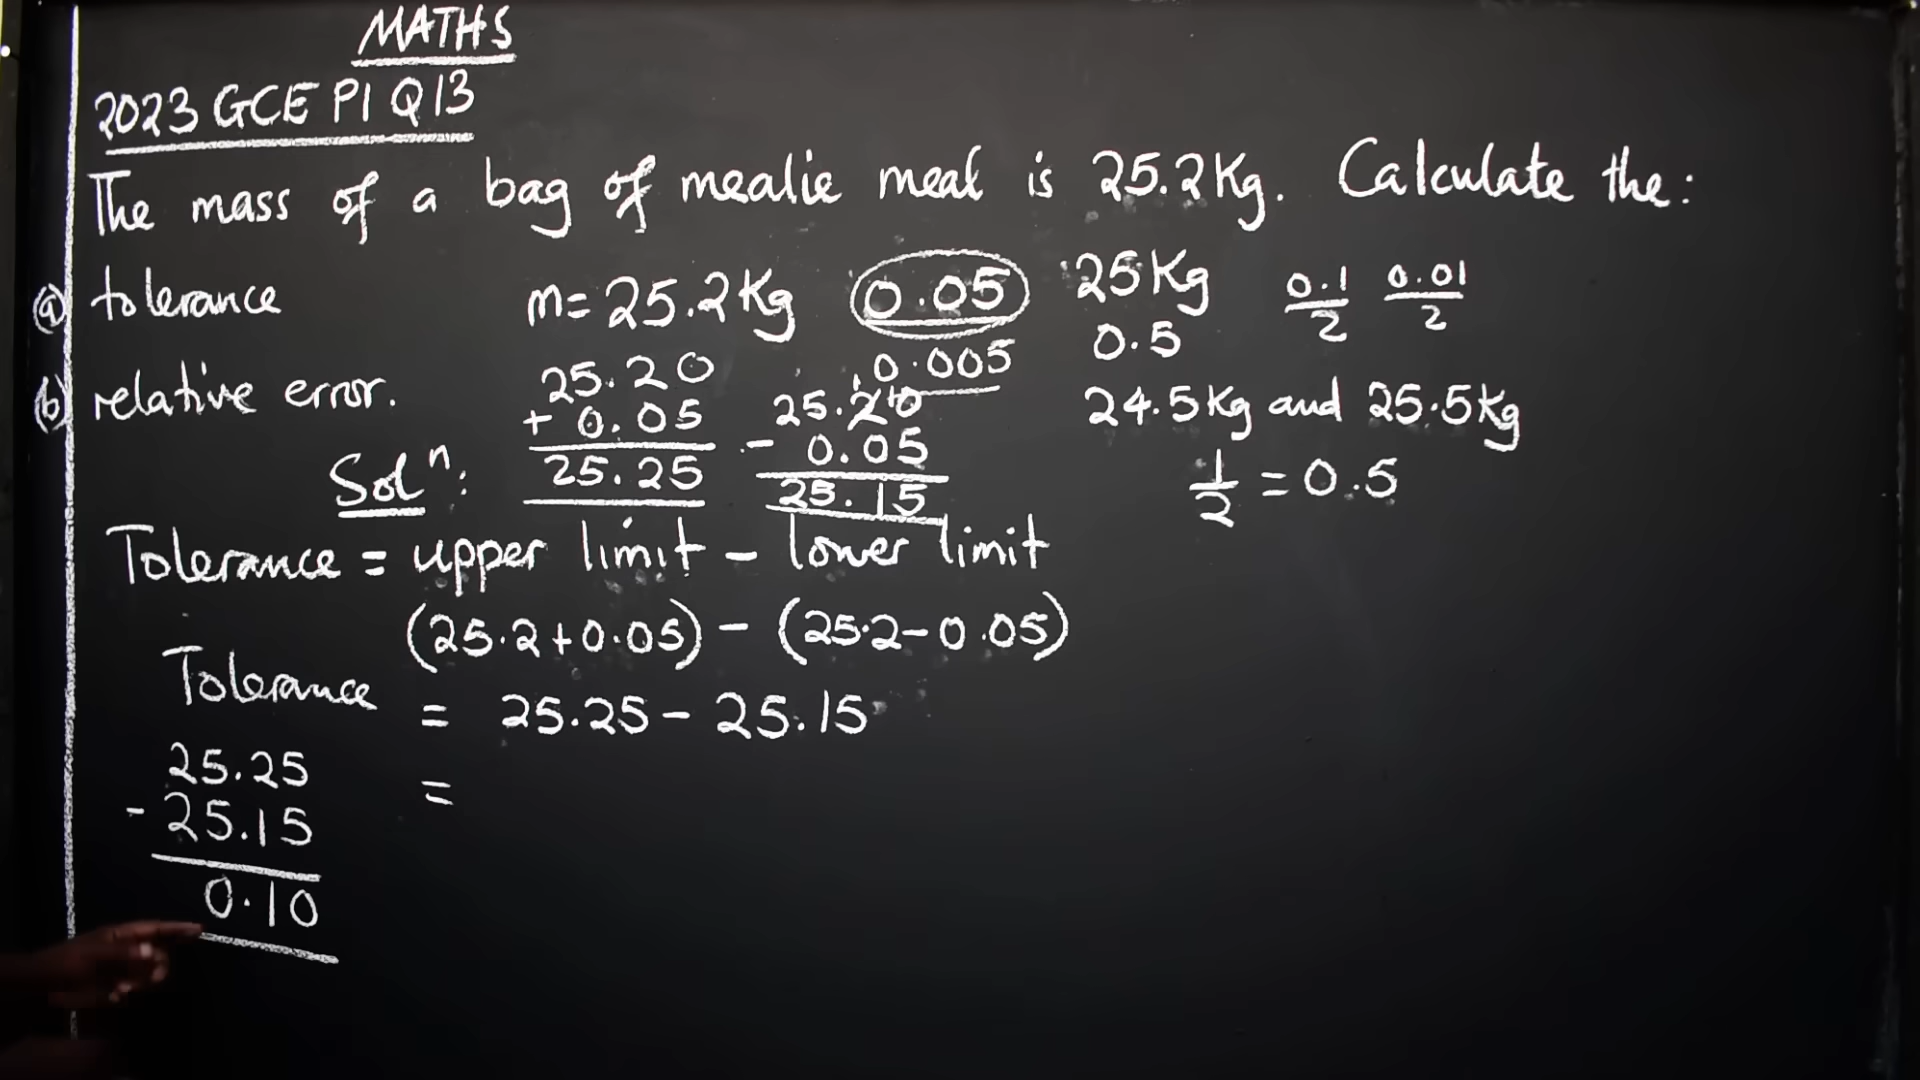 MATHS
2023 GCE P1 Q13
The mass of a bag of mealie meal is 25.2Kg. Calculate the:
(a) tolerance
m= 25.2Kg
0.05
25Kg
0.1/2 0.01/2
0.5
0.005
(b) relative error.
25.20
+ 0.05
25.25
25.20
10
- 0.05
25.15
24.5Kg and 25.5Kg
1/2 = 0.5
Solⁿ:
Tolerance = upper limit - lower limit
(25.2+0.05) - (25.2-0.05)
Tolerance = 25.25 - 25.15
25.25
- 25.15
0.10
=